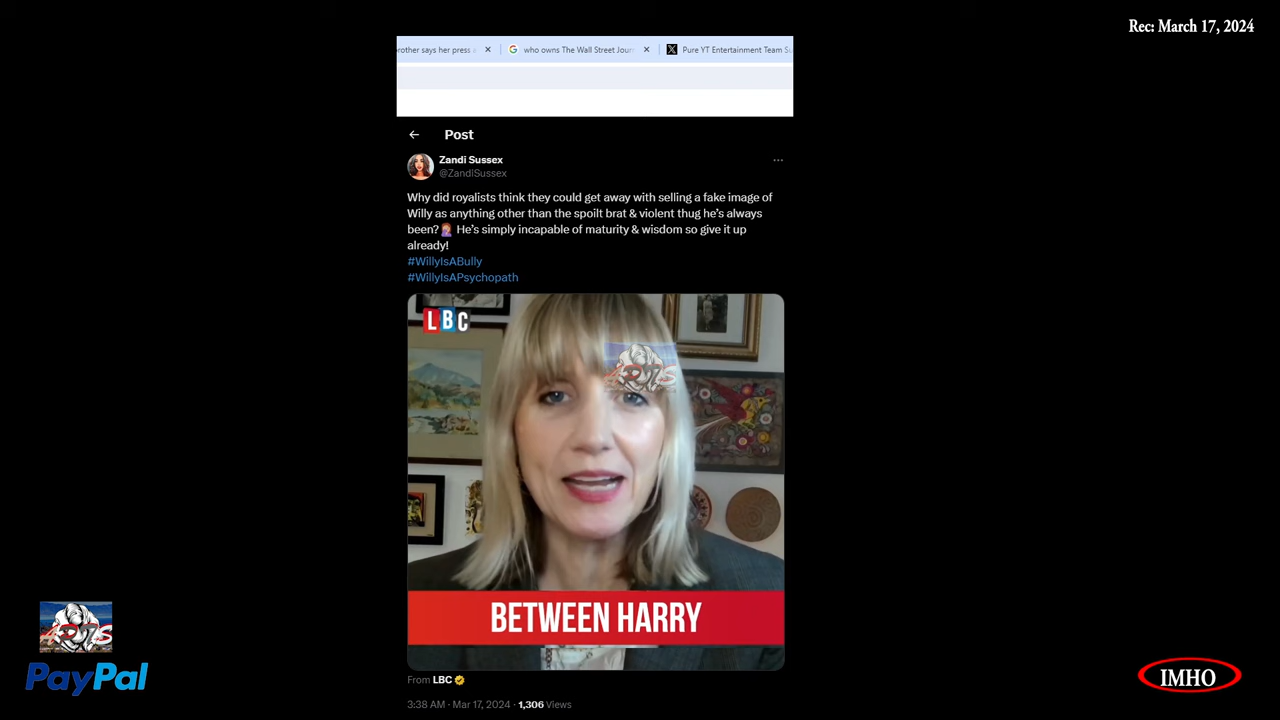 Rec: March 17, 2024
rother says her press
who owns The Wall Street Jour
Pure YT Entertainment Team
Post
Zandi Sussex
@ZandiSussex
Why did royalists think they could get away with selling a fake image of
Willy as anything other than the spoilt brat & violent thug he's always
been?🤦🏼‍♀️ He's simply incapable of maturity & wisdom so give it up
already!
#WillyIsABully
#WillyIsAPsychopath
LBC
BETWEEN HARRY
From LBC
3:38 AM · Mar 17, 2024 · 1,306 Views
PayPal
IMHO